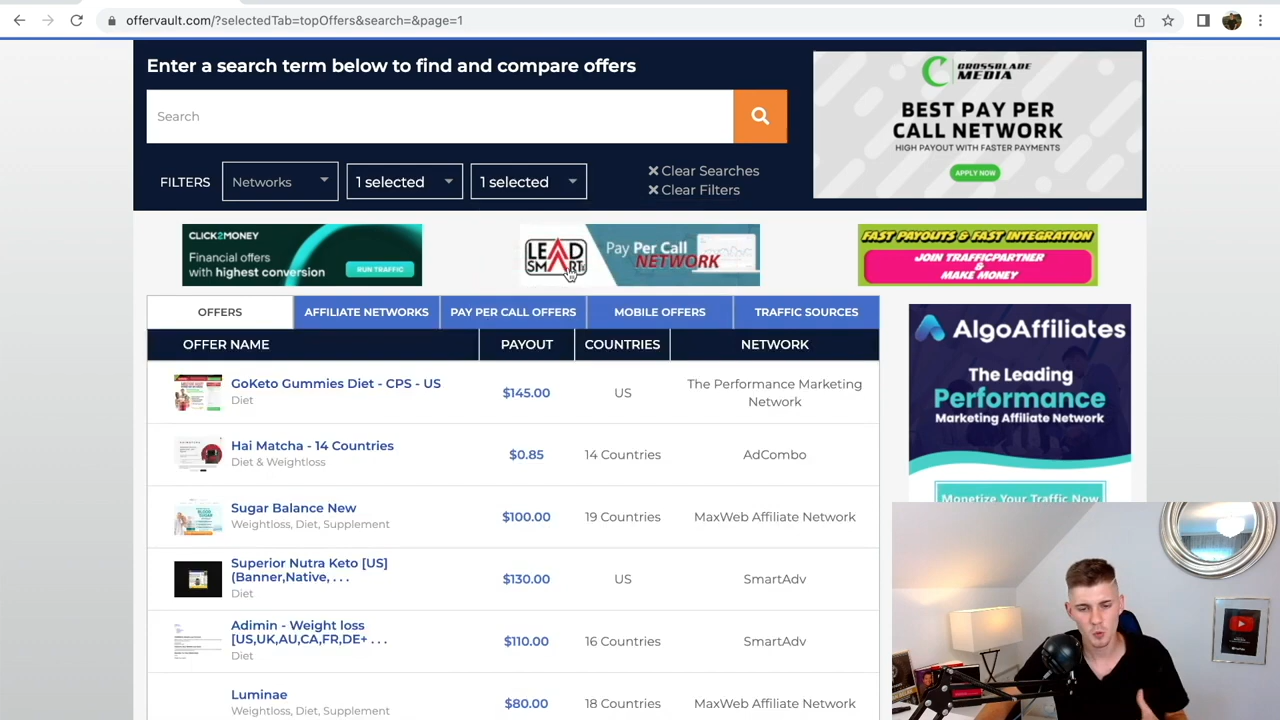 offervault.com/?selectedTab=topOffers&search=&page=1
Enter a search term below to find and compare offers
Search
FILTERS
Networks
1 selected
1 selected
Clear Searches
Clear Filters
CROSSBLADE
MEDIA
BEST PAY PER
CALL NETWORK
HIGH PAYOUT WITH FASTER PAYMENTS
APPLY NOW
CLICK2MONEY
Financial offers
with highest conversion
RUN TRAFFIC
LEAD
SMART
Pay Per Call
NETWORK
FAST PAYOUTS & FAST INTEGRATION
JOIN TRAFFICPARTNER
&
MAKE MONEY
OFFERS AFFILIATE NETWORKS PAY PER CALL OFFERS MOBILE OFFERS TRAFFIC SOURCES
OFFER NAME PAYOUT COUNTRIES NETWORK
GoKeto Gummies Diet - CPS - US
Diet
$145.00
US
The Performance Marketing
Network
Hai Matcha - 14 Countries
Diet & Weightloss
$0.85
14 Countries
AdCombo
Sugar Balance New
Weightloss, Diet, Supplement
$100.00
19 Countries
MaxWeb Affiliate Network
Superior Nutra Keto [US]
(Banner,Native, . . .
Diet
$130.00
US
SmartAdv
Adimin - Weight loss
[US,UK,AU,CA,FR,DE+ . . .
Diet
$110.00
16 Countries
SmartAdv
Luminae
Weightloss, Diet, Supplement
$80.00
18 Countries
MaxWeb Affiliate Network
AlgoAffiliates
The Leading
Performance
Marketing Affiliate Network
Monetize Your Traffic Now